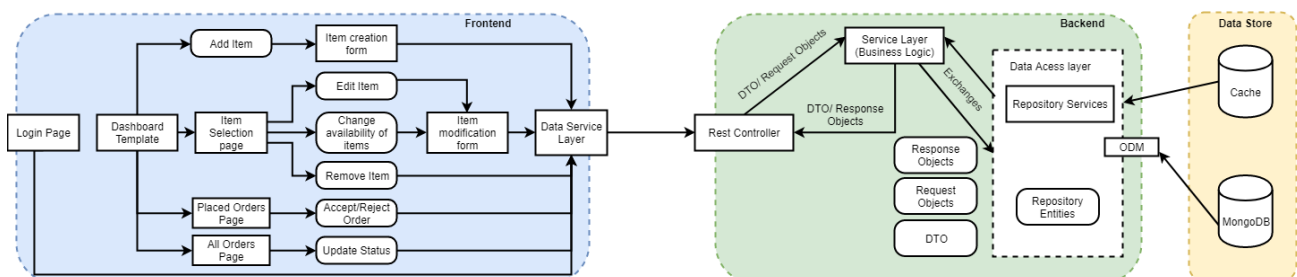 Frontend
Add Item
Item creation
form
Edit Item
Login Page
Dashboard
Template
Item
Selection
page
Change
availability of
items
Item
modification
form
Data Service
Layer
Remove Item
Placed Orders
Page
Accept/Reject
Order
All Orders
Page
Update Status
Backend
Rest Controller
DTO/ Request Objects
Service Layer
(Business Logic)
DTO/ Response
Objects
Exchanges
Response
Objects
Request
Objects
DTO
Data Acess layer
Repository Services
ODM
Repository
Entities
Data Store
Cache
MongoDB